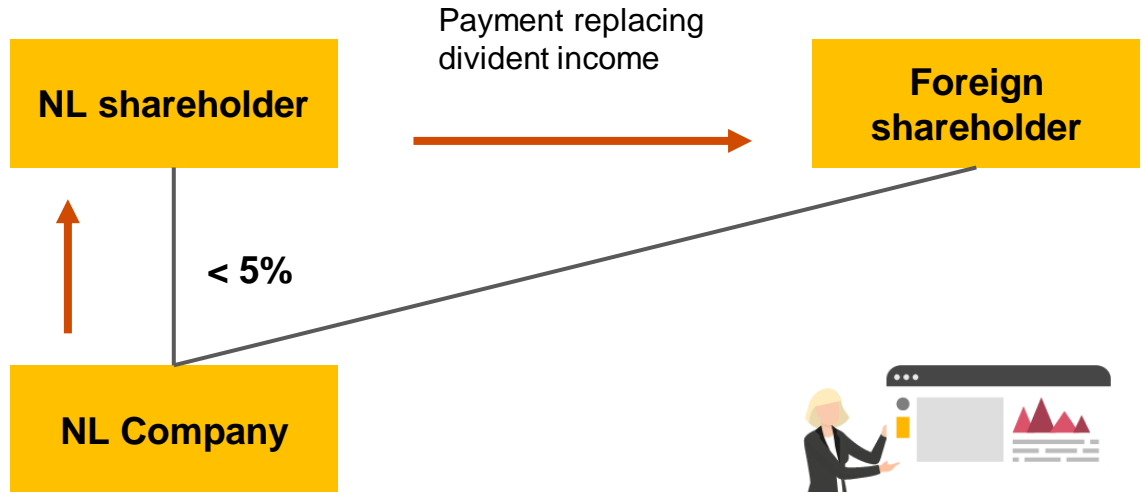 Payment replacing
divident income
NL shareholder
Foreign
shareholder
< 5%
NL Company